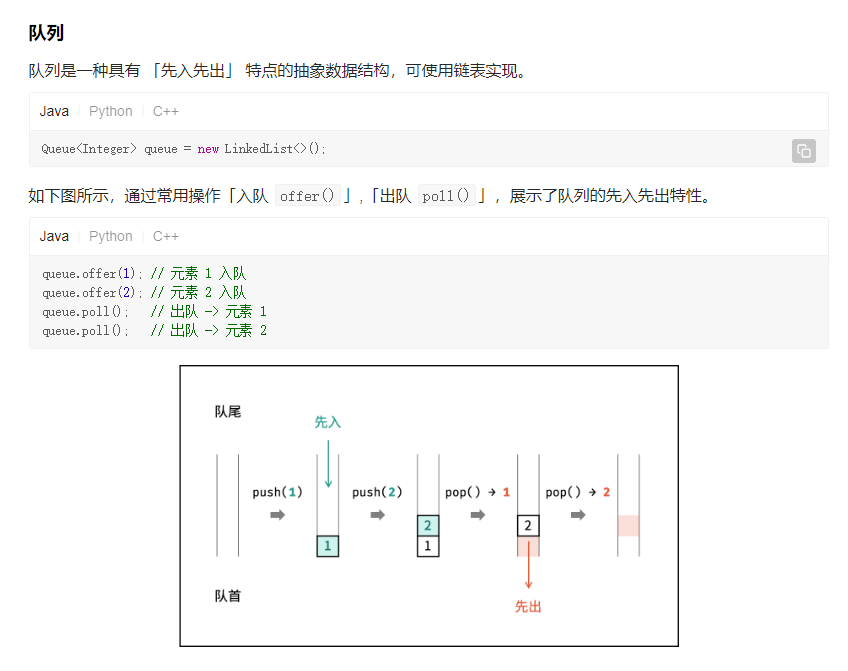 队列
队列是一种具有 「先入先出」 特点的抽象数据结构，可使用链表实现。
Java Python C++
Queue<Integer> queue = new LinkedList<>();
如下图所示，通过常用操作「入队 offer() 」,「出队 poll() 」，展示了队列的先入先出特性。
Java Python C++
queue.offer(1); // 元素 1 入队
queue.offer(2); // 元素 2 入队
queue.poll();   // 出队 -> 元素 1
queue.poll();   // 出队 -> 元素 2
队尾
先入
push(1) push(2) pop() → 1 pop() → 2
2 2
1 1
队首
先出